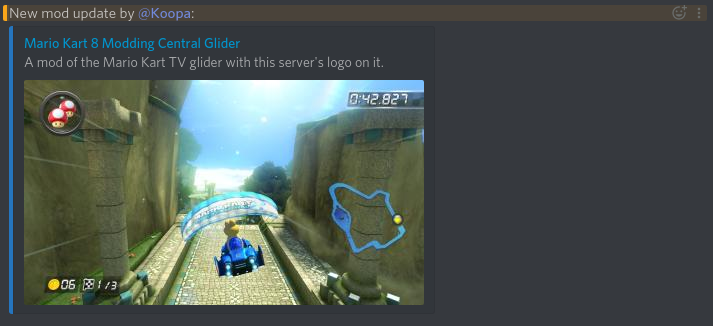 New mod update by @Koopa:
Mario Kart 8 Modding Central Glider
A mod of the Mario Kart TV glider with this server's logo on it.
0:42.827
06 1/3